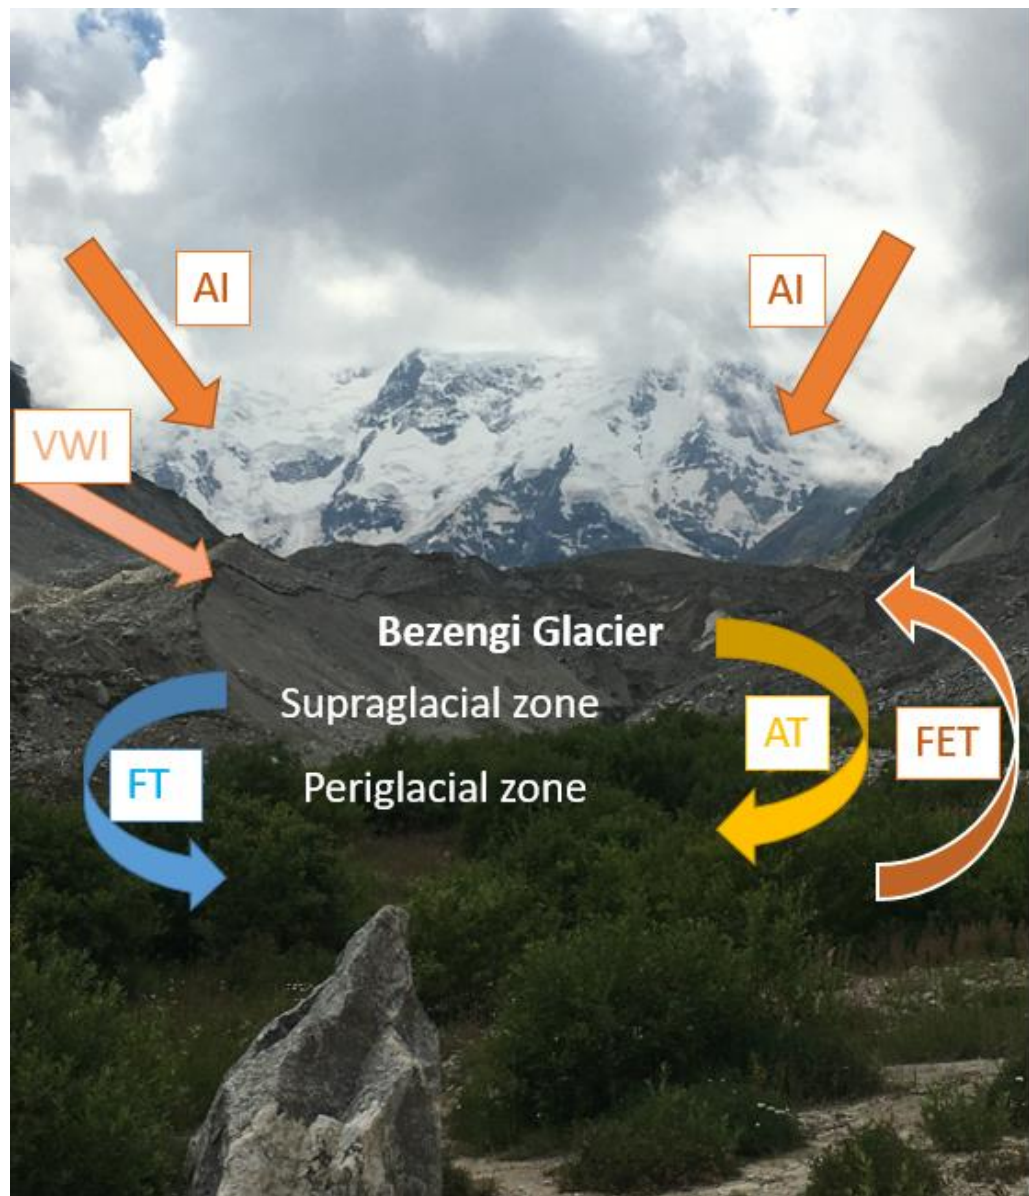 AI
AI
VWI
Bezengi Glacier
Supraglacial zone
AT
FET
FT
Periglacial zone